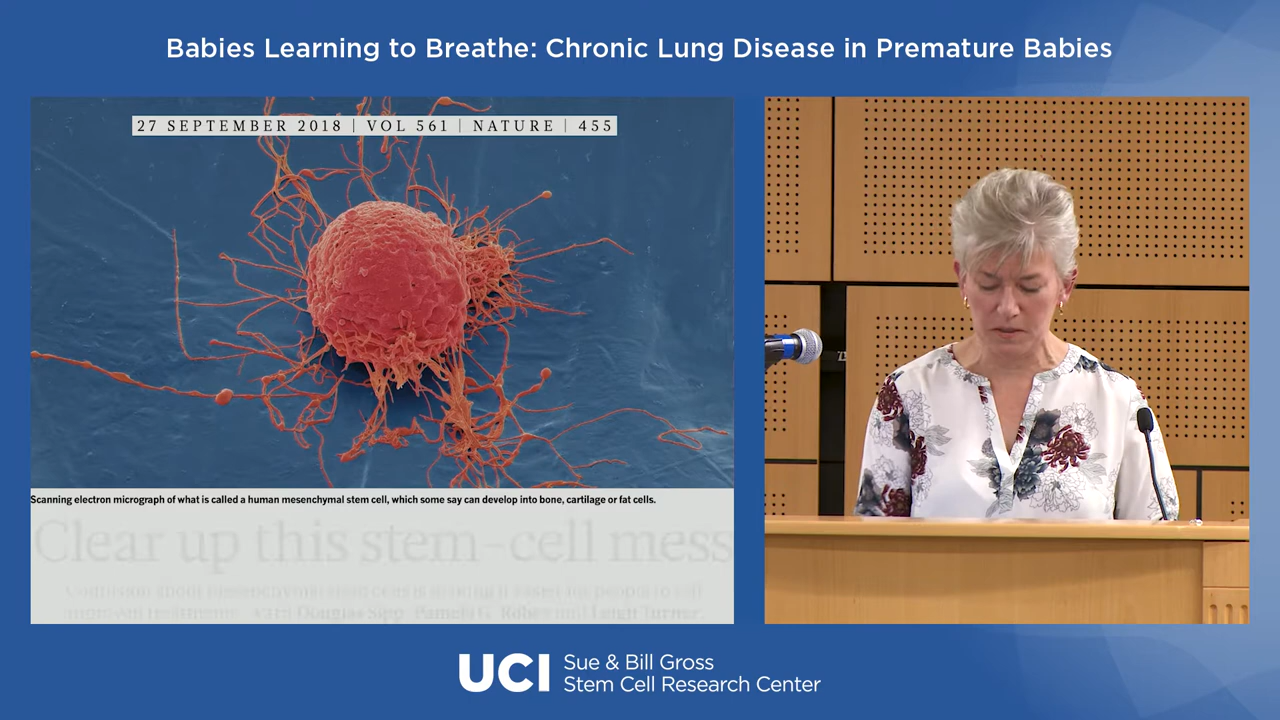 Babies Learning to Breathe: Chronic Lung Disease in Premature Babies
27 SEPTEMBER 2018 | VOL 561 | NATURE | 455
Scanning electron micrograph of what is called a human mesenchymal stem cell, which some say can develop into bone, cartilage or fat cells.
Clear up this stem-cell mess
UCI
Sue & Bill Gross
Stem Cell Research Center